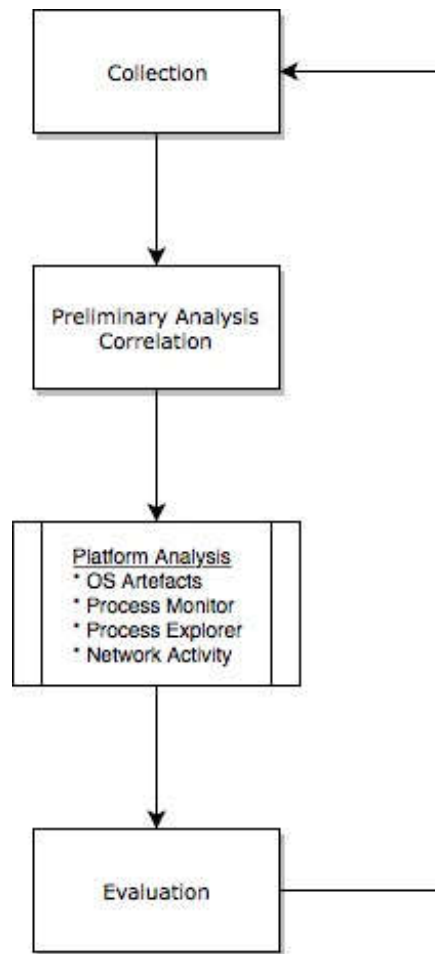 Collection
Preliminary Analysis
Correlation
Platform Analysis
* OS Artefacts
* Process Monitor
* Process Explorer
* Network Activity
Evaluation